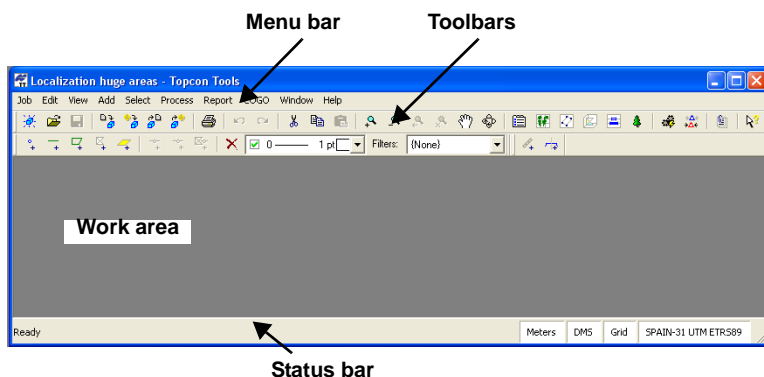 Menu bar Toolbars
Localization huge areas - Topcon Tools
Job Edit View Add Select Process Report COGO Window Help
0 1 pt Filters: {None}
Work area
Ready Meters DMS Grid SPAIN-31 UTM ETRS89
Status bar